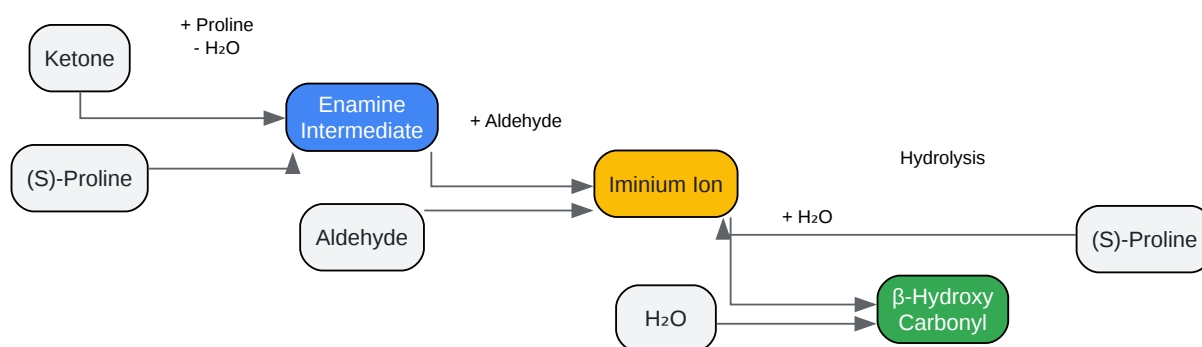 + Proline
- H₂O
Ketone
Enamine
Intermediate
+ Aldehyde
(S)-Proline
Hydrolysis
Iminium Ion
+ H₂O
Aldehyde
(S)-Proline
H₂O
β-Hydroxy
Carbonyl